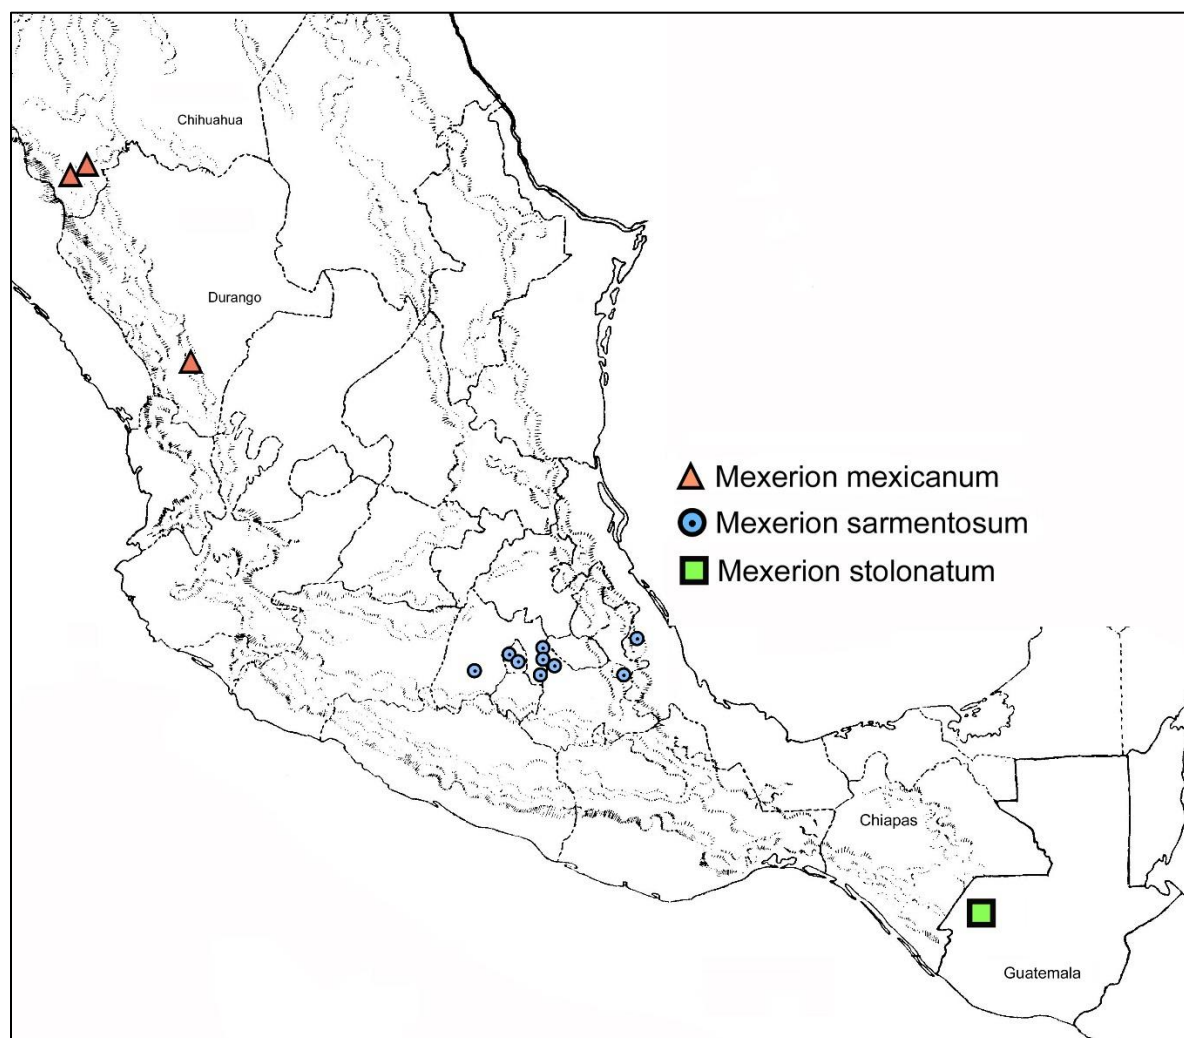 Chihuahua
Durango
Mexerion mexicanum
Mexerion sarmentosum
Mexerion stolonatum
Chiapas
Guatemala